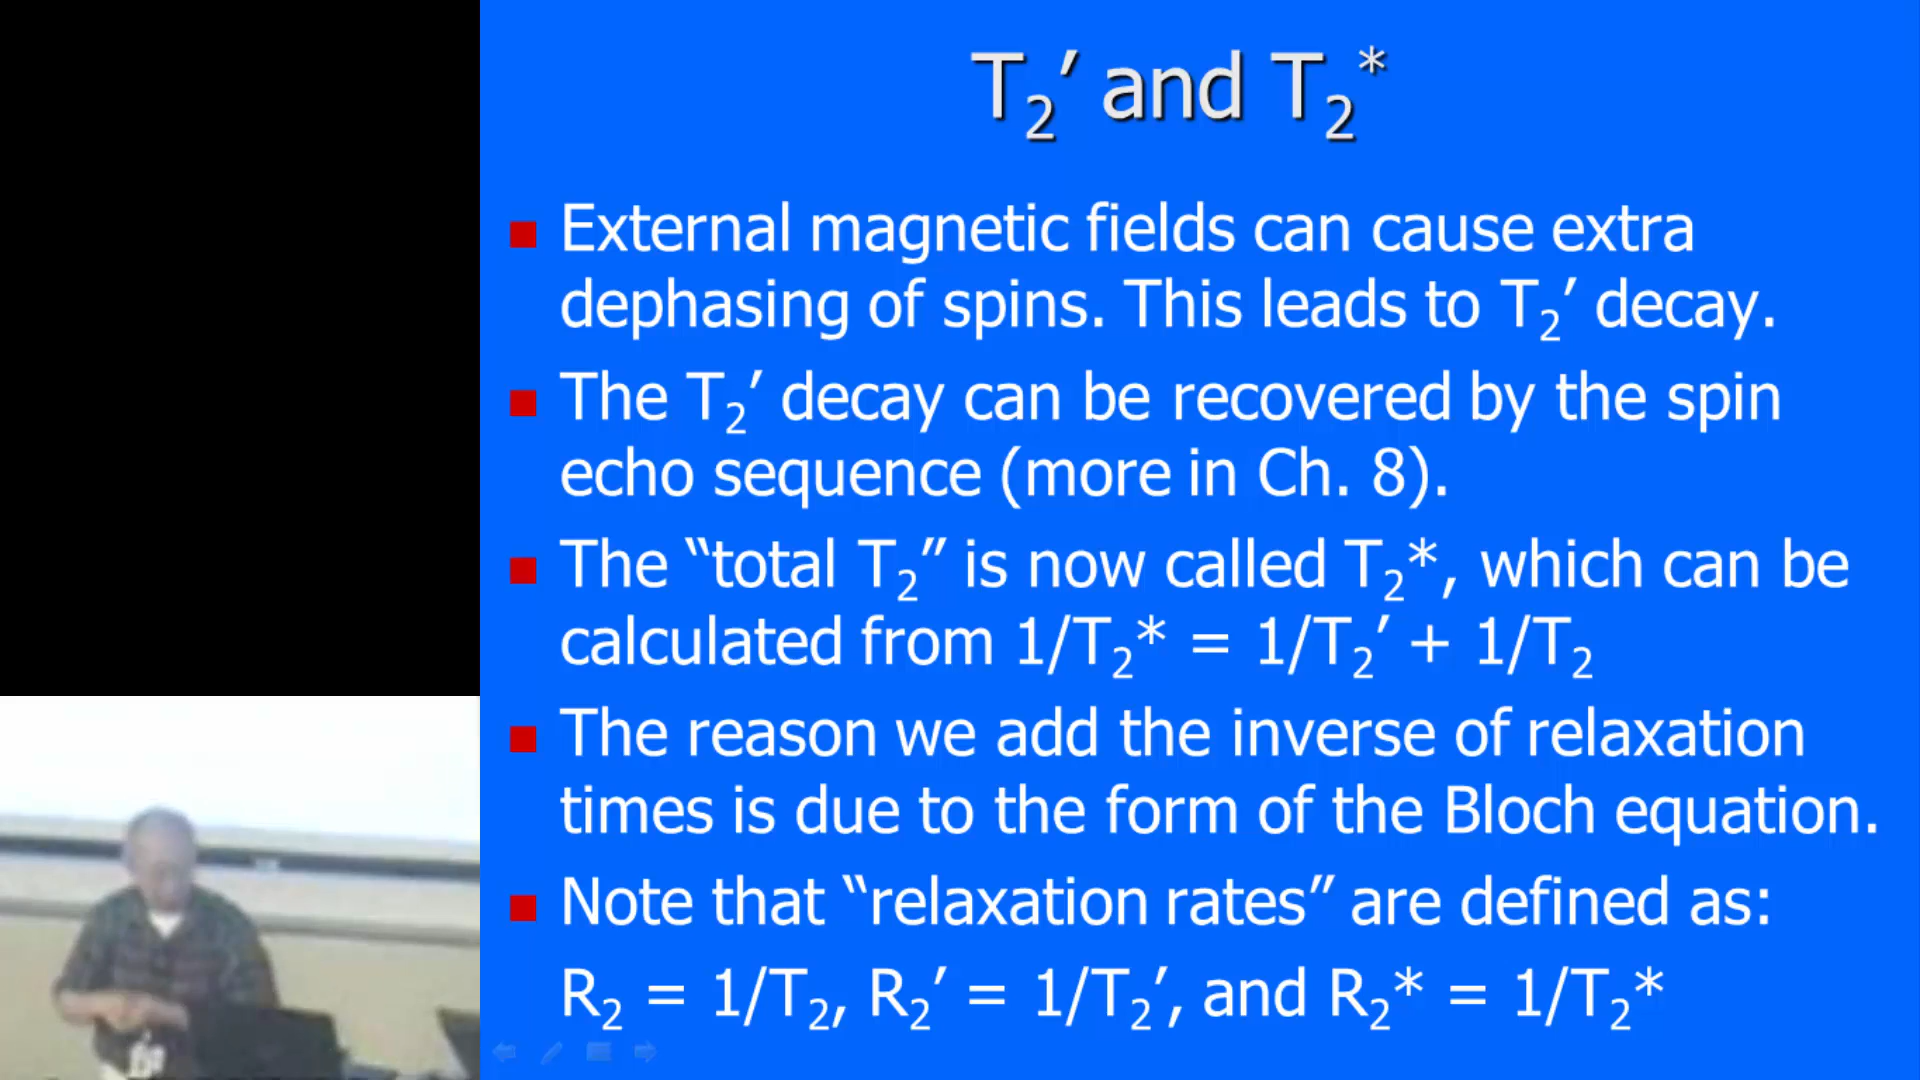 T₂’ and T₂*
External magnetic fields can cause extra
dephasing of spins. This leads to T₂’ decay.
The T₂’ decay can be recovered by the spin
echo sequence (more in Ch. 8).
The “total T₂” is now called T₂*, which can be
calculated from 1/T₂* = 1/T₂’ + 1/T₂
The reason we add the inverse of relaxation
times is due to the form of the Bloch equation.
Note that “relaxation rates” are defined as:
R₂ = 1/T₂, R₂’ = 1/T₂’, and R₂* = 1/T₂*